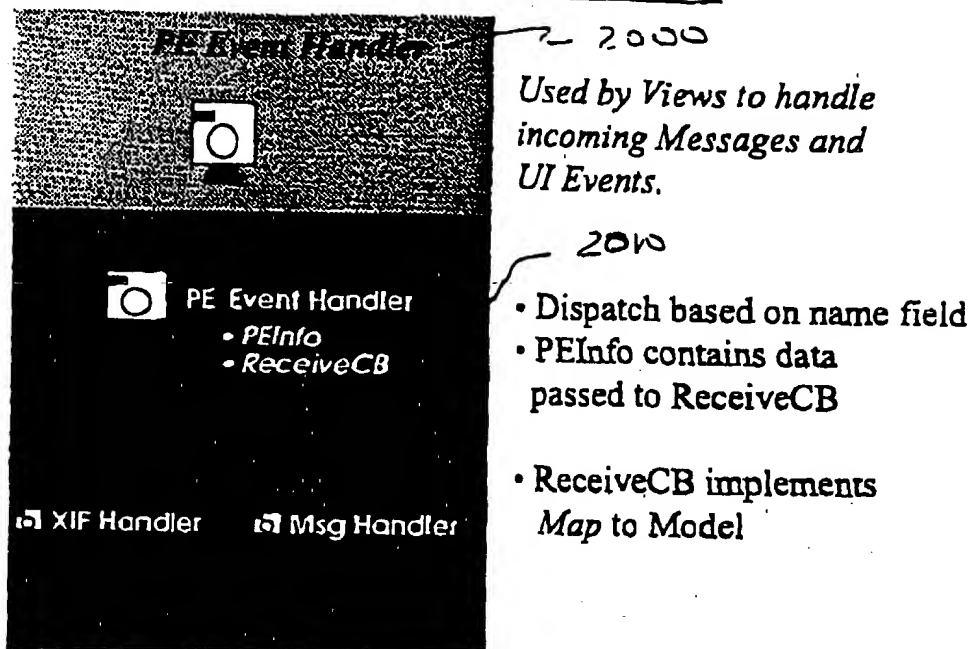 PE Event Handler
2000
Used by Views to handle
incoming Messages and
UI Events.
2010
PE Event Handler
• PEInfo
• ReceiveCB
• Dispatch based on name field
• PEInfo contains data
passed to ReceiveCB
• ReceiveCB implements
Map to Model
XIF Handler
Msg Handler